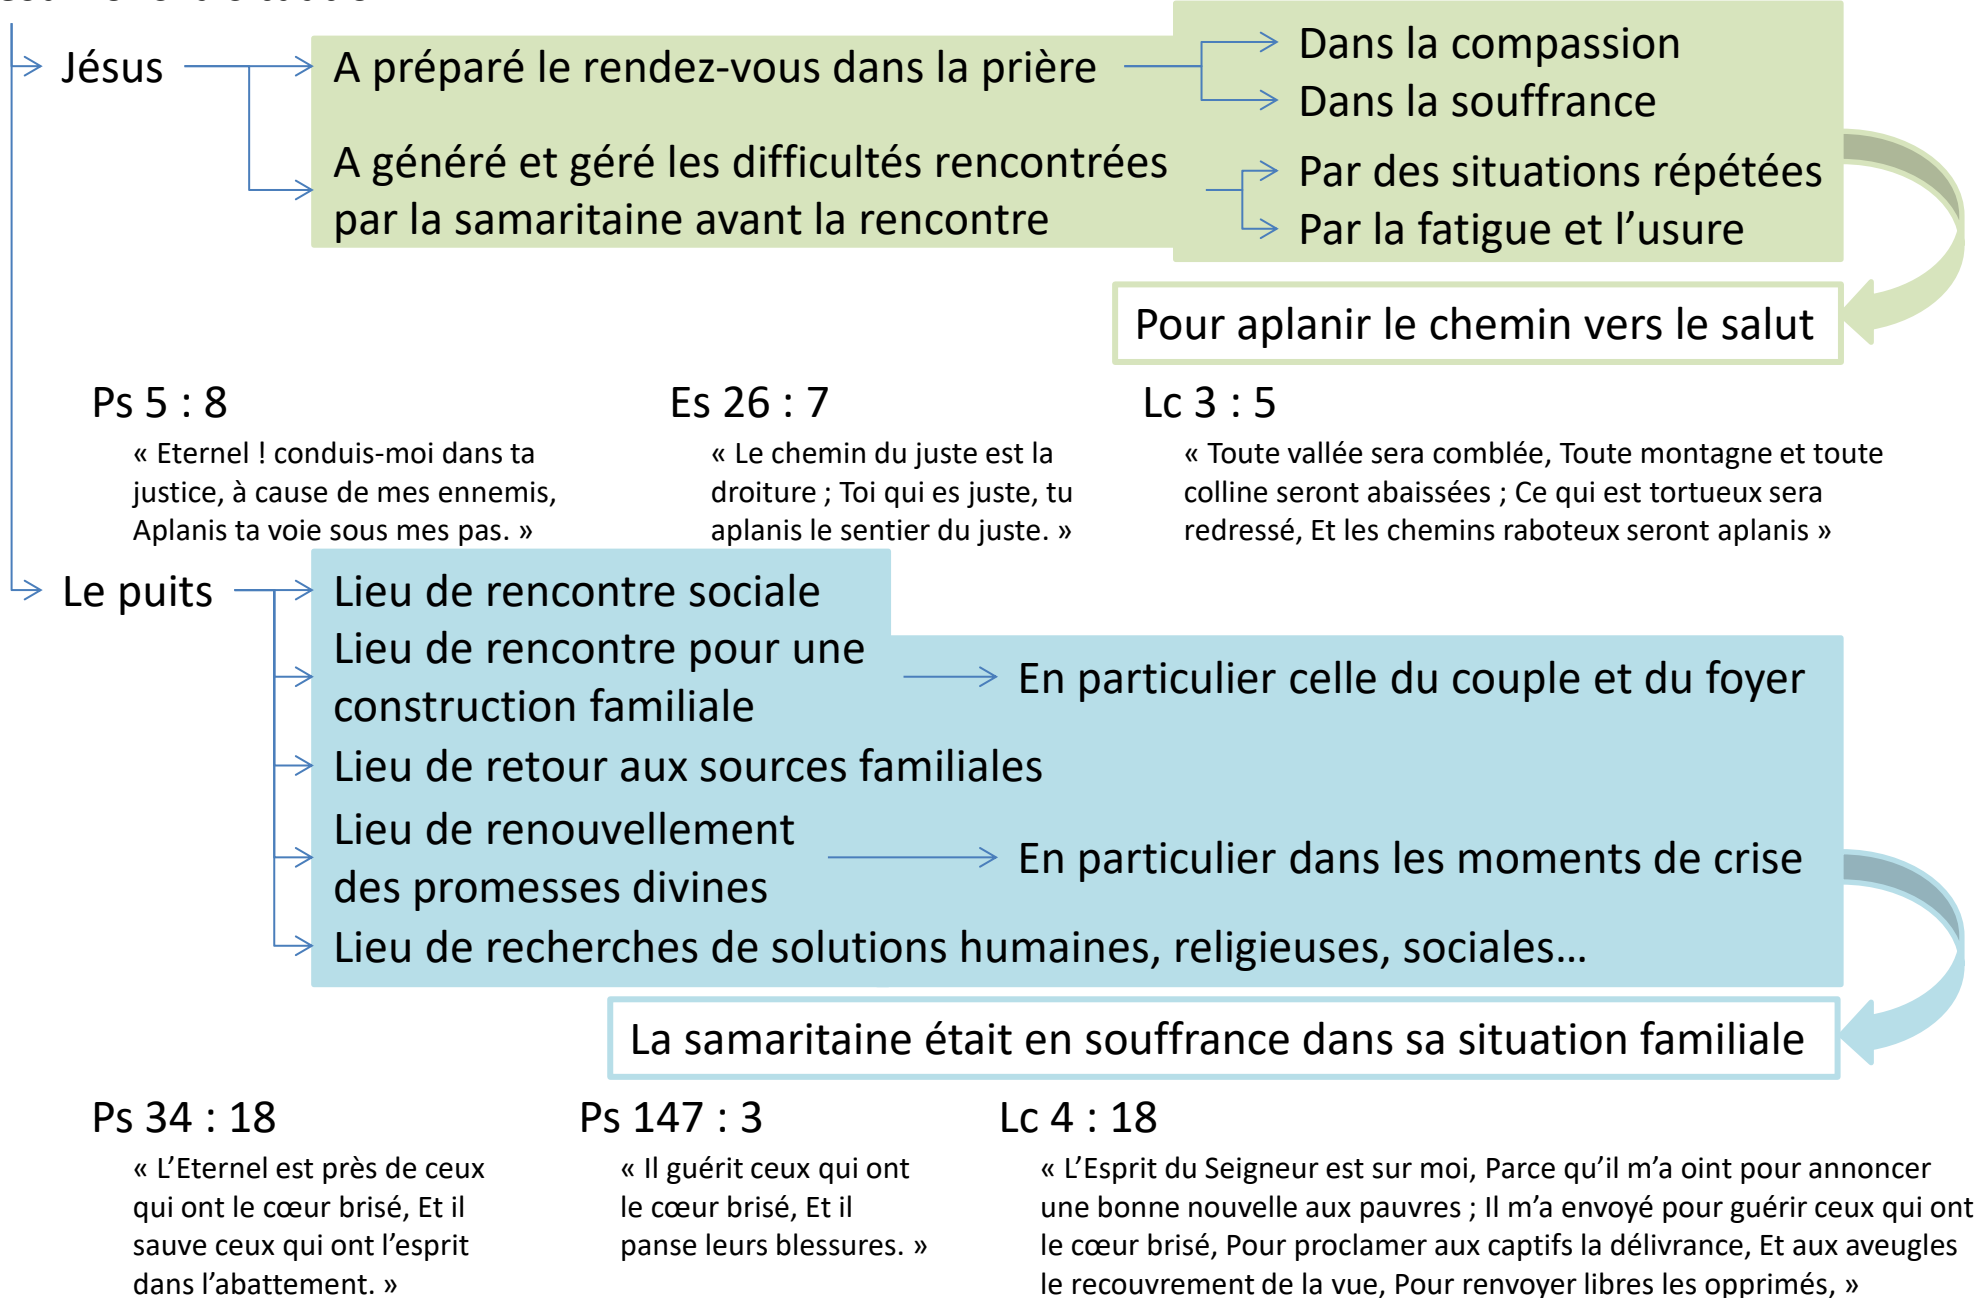 Jésus
A préparé le rendez-vous dans la prière
Dans la compassion
Dans la souffrance
A généré et géré les difficultés rencontrées
par la samaritaine avant la rencontre
Par des situations répétées
Par la fatigue et l’usure
Pour aplanir le chemin vers le salut
Ps 5 : 8
« Eternel ! conduis-moi dans ta
justice, à cause de mes ennemis,
Aplanis ta voie sous mes pas. »
Es 26 : 7
« Le chemin du juste est la
droiture ; Toi qui es juste, tu
aplanis le sentier du juste. »
Lc 3 : 5
« Toute vallée sera comblée, Toute montagne et toute
colline seront abaissées ; Ce qui est tortueux sera
redressé, Et les chemins raboteux seront aplanis »
Le puits
Lieu de rencontre sociale
Lieu de rencontre pour une
construction familiale
En particulier celle du couple et du foyer
Lieu de retour aux sources familiales
Lieu de renouvellement
des promesses divines
En particulier dans les moments de crise
Lieu de recherches de solutions humaines, religieuses, sociales…
La samaritaine était en souffrance dans sa situation familiale
Ps 34 : 18
« L’Eternel est près de ceux
qui ont le cœur brisé, Et il
sauve ceux qui ont l’esprit
dans l’abattement. »
Ps 147 : 3
« Il guérit ceux qui ont
le cœur brisé, Et il
panse leurs blessures. »
Lc 4 : 18
« L’Esprit du Seigneur est sur moi, Parce qu’il m’a oint pour annoncer
une bonne nouvelle aux pauvres ; Il m’a envoyé pour guérir ceux qui ont
le cœur brisé, Pour proclamer aux captifs la délivrance, Et aux aveugles
le recouvrement de la vue, Pour renvoyer libres les opprimés, »